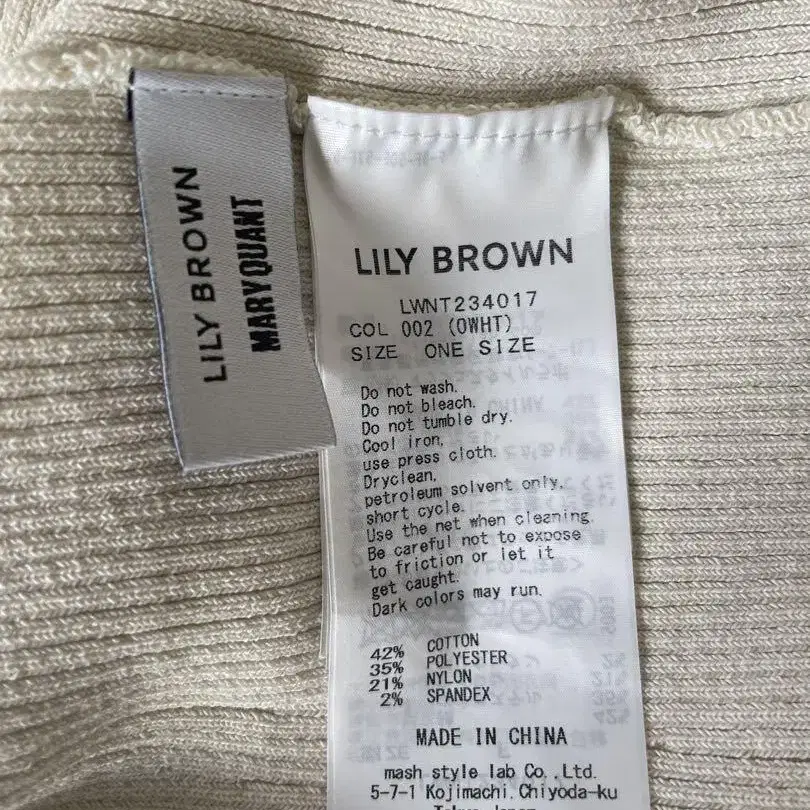 LILY BROWN
MARYQUANT
LILY BROWN
LWNT234017
COL 002 (OWHT)
SIZE ONE SIZE
Do not wash.
Do not bleach.
Do not tumble dry.
Cool iron,
use press cloth.
Dryclean,
petroleum solvent only,
short cycle.
Use the net when cleaning.
Be careful not to expose
to friction or let it
get caught.
Dark colors may run.
42% COTTON
35% POLYESTER
21% NYLON
2% SPANDEX
MADE IN CHINA
mash style lab Co.,Ltd.
5-7-1 Kojimachi,Chiyoda-ku
Tokyo Japan